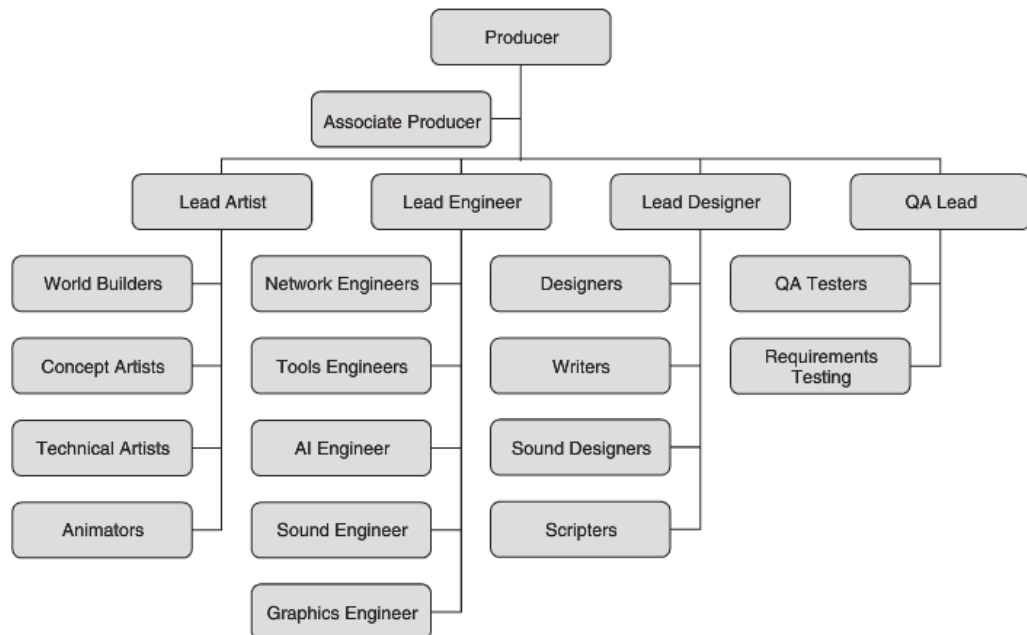 Producer
Associate Producer
Lead Artist
Lead Engineer
Lead Designer
QA Lead
World Builders
Network Engineers
Designers
QA Testers
Concept Artists
Tools Engineers
Writers
Requirements
Testing
Technical Artists
AI Engineer
Sound Designers
Animators
Sound Engineer
Scripters
Graphics Engineer